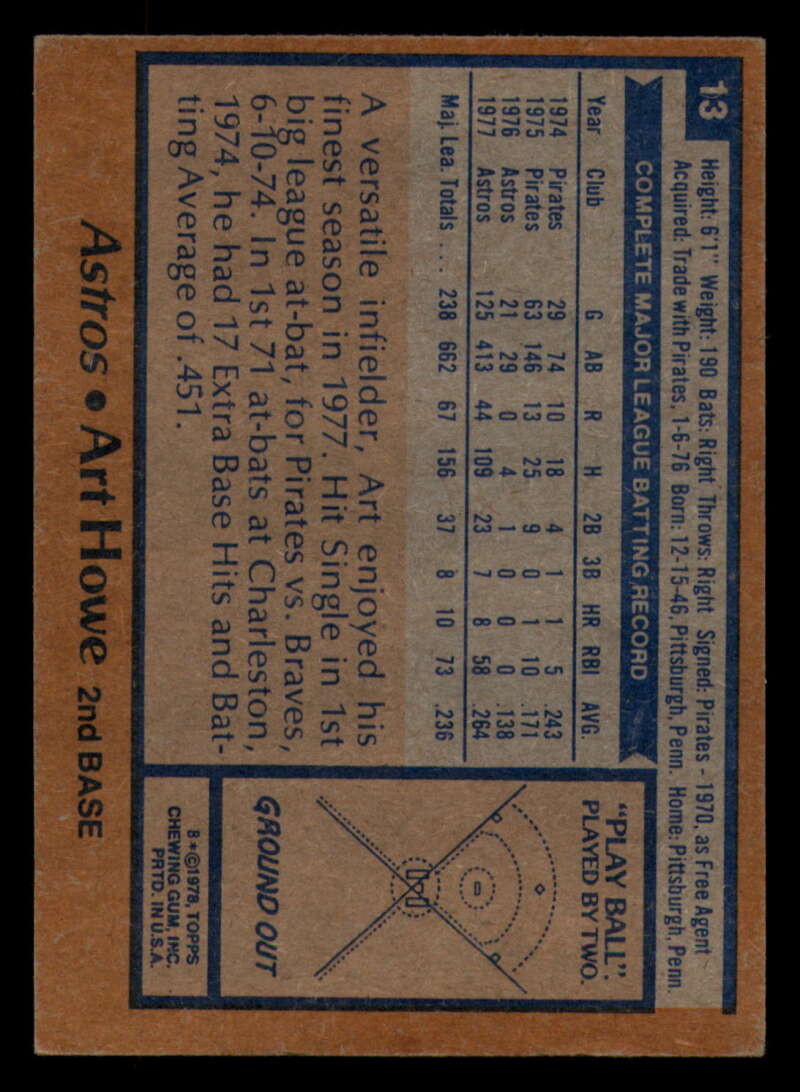 13
Height: 6'1" Weight: 190 Bats: Right Throws: Right Signed: Pirates - 1970, as Free Agent
Acquired: Trade with Pirates, 1-6-76 Born: 12-15-46, Pittsburgh, Penn. Home: Pittsburgh, Penn.
COMPLETE MAJOR LEAGUE BATTING RECORD
Year Club G AB R H 2B 3B HR RBI AVG.
1974 Pirates 29 74 10 18 4 1 1 5 .243
1975 Pirates 63 146 13 25 9 0 1 10 .171
1976 Astros 21 29 0 4 1 0 0 0 .138
1977 Astros 125 413 44 109 23 7 8 58 .264
Maj. Lea. Totals ... 238 662 67 156 37 8 10 73 .236
A versatile infielder, Art enjoyed his
finest season in 1977. Hit Single in 1st
big league at-bat, for Pirates vs. Braves,
6-10-74. In 1st 71 at-bats at Charleston,
1974, he had 17 Extra Base Hits and Bat-
ting Average of .451.
"PLAY BALL".
PLAYED BY TWO.
GROUND OUT
B*©1978, TOPPS
CHEWING GUM, INC.
PRTD. IN U.S.A.
Astros • Art Howe 2nd BASE